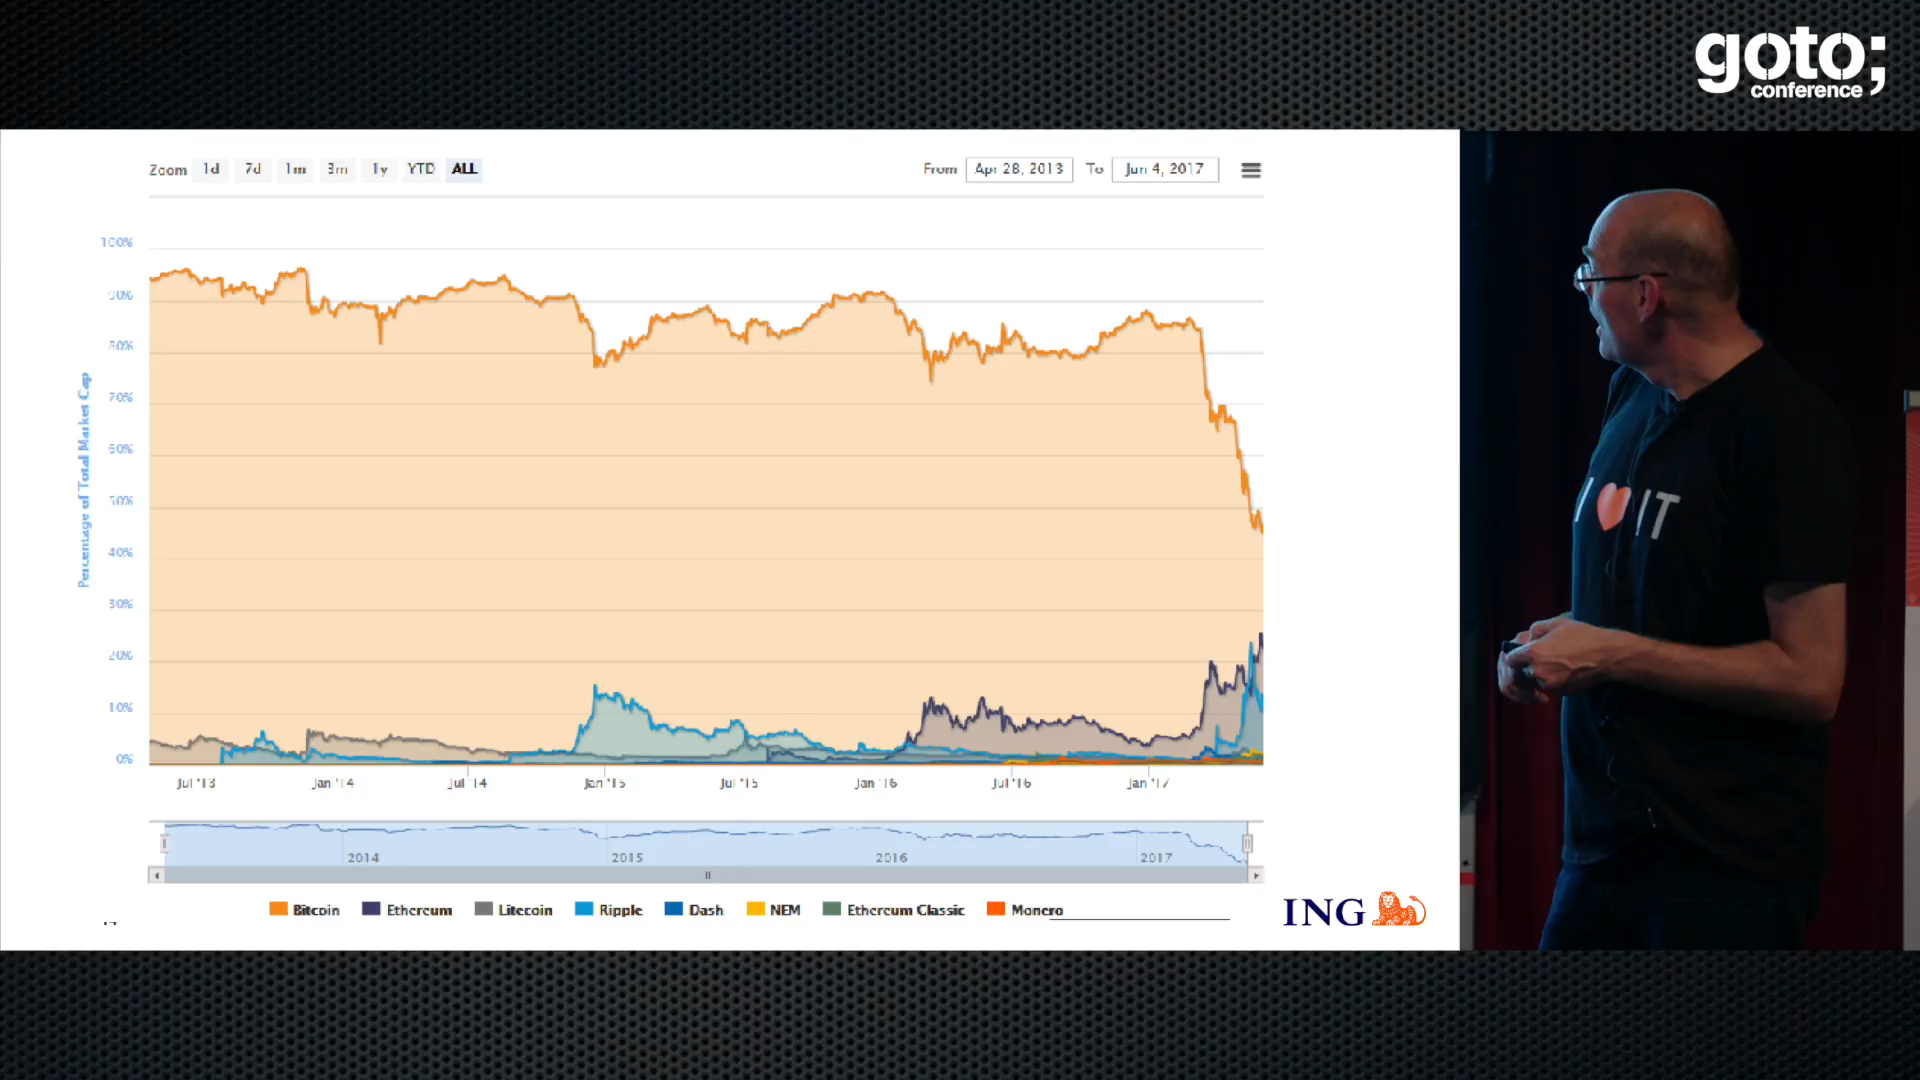 goto;
conference
Zoom 1d 7d 1m 3m 1y YTD ALL
From Apr 28, 2013 To Jun 4, 2017
Percentage of Total Market Cap
100%
90%
80%
70%
60%
50%
40%
30%
20%
10%
0%
Jul '13 Jan '14 Jul '14 Jan '15 Jul '15 Jan '16 Jul '16 Jan '17
2014 2015 2016 2017
Bitcoin Ethereum Litecoin Ripple Dash NEM Ethereum Classic Monero
ING
I ❤ IT